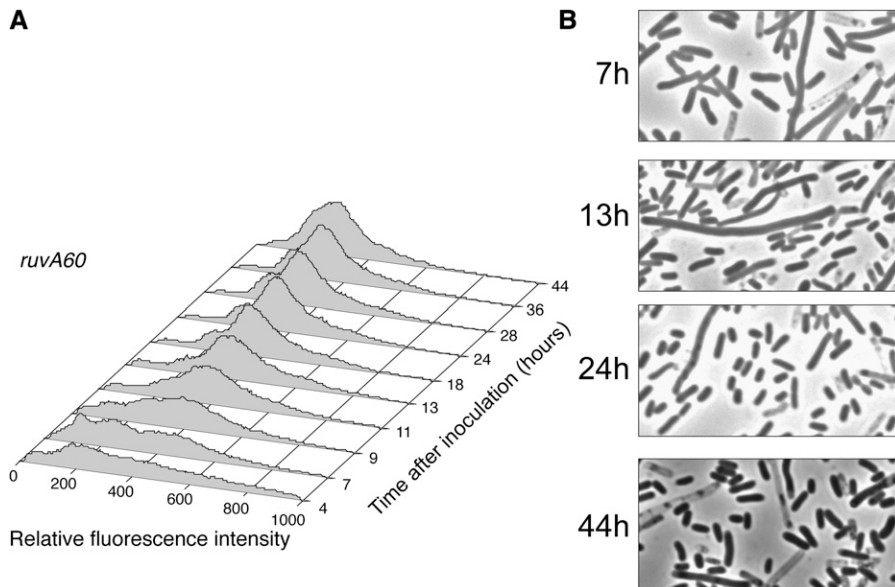 A
B
7h
13h
24h
44h
ruvA60
44
36
28
24
18
13
11
9
7
4
Time after inoculation (hours)
0
200
400
600
800
1000
Relative fluorescence intensity